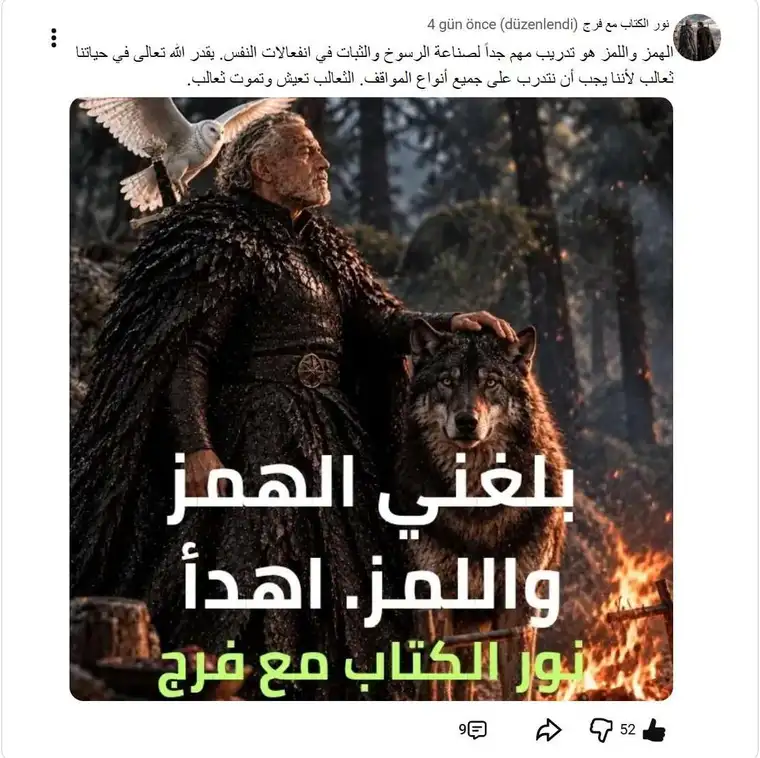 نور الكتاب مع فرج 4 gün önce (düzenlendi)
الهمز واللمز هو تدريب مهم جداً لصناعة الرسوخ والثبات في انفعالات النفس. يقدر الله تعالى في حياتنا
ثعالب لأننا يجب أن نتدرب على جميع أنواع المواقف. الثعالب تعيش وتموت ثعالب.
بلغني الهمز
واللمز. اهدأ
نور الكتاب مع فرج
52 9